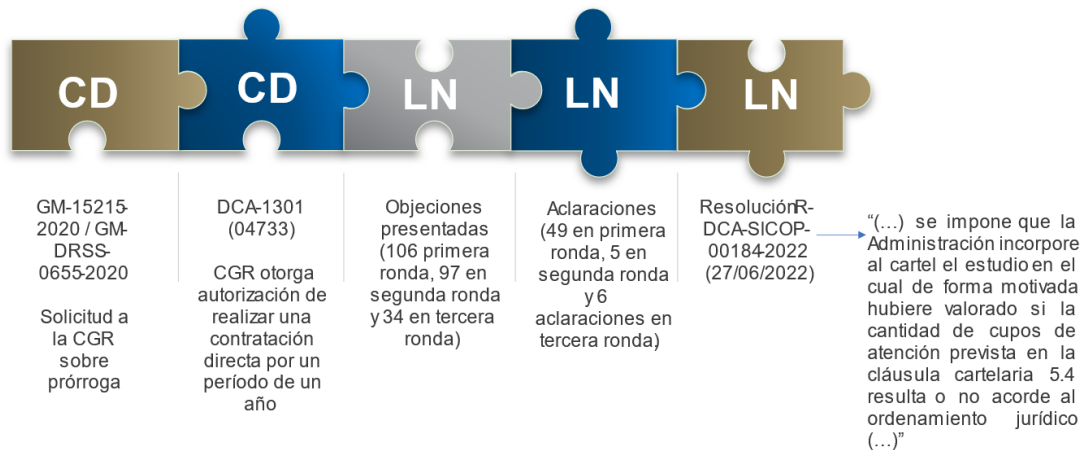 CD
CD
LN
LN
LN
GM-15215-
2020 / GM-
DRSS-
0655-2020
Solicitud a
la CGR
sobre
prórroga
DCA-1301
(04733)
CGR otorga
autorización de
realizar una
contratación
directa por un
período de un
año
Objeciones
presentadas
(106 primera
ronda, 97 en
segunda ronda
y 34 en tercera
ronda)
Aclaraciones
(49 en primera
ronda, 5 en
segunda ronda
y 6
aclaraciones en
tercera ronda)
Resolución R-
DCA-SICOP-
00184-2022
(27/06/2022)
“(…) se impone que la
Administración incorpore
al cartel el estudio en el
cual de forma motivada
hubiere valorado si la
cantidad de cupos de
atención prevista en la
cláusula cartelaria 5.4
resulta o no acorde al
ordenamiento jurídico
(…)”